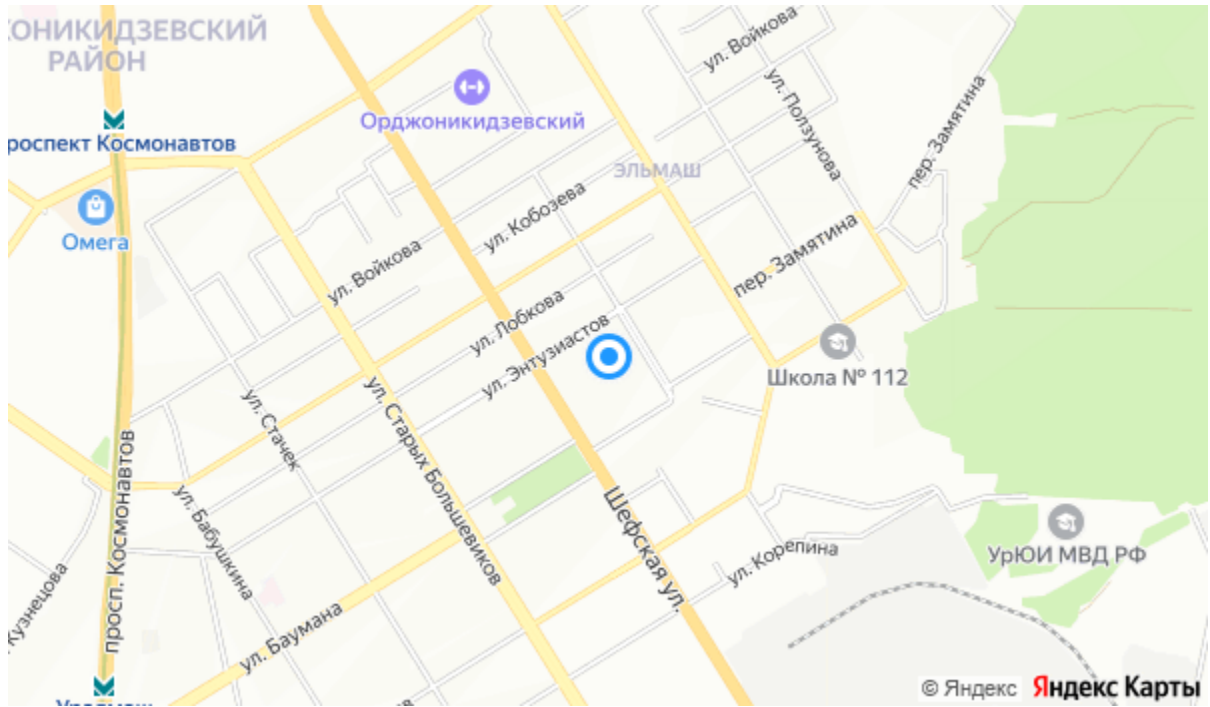 ОНИКИДЗЕВСКИЙ
РАЙОН
ул. Войкова
Орджоникидзевский
ул. Ползунова
пер. Замятина
роспект Космонавтов
ЭЛЬМАШ
ул. Кобозева
Омега
ул. Войкова
пер. Замятина
ул. Лобкова
ул. Энтузиастов
Школа № 112
ул. Стачек
ул. Старых Большевиков
просп. Космонавтов
ул. Бабушкина
Шефская ул.
ул. Корепина
УрЮИ МВД РФ
Кузнецова
ул. Баумана
© Яндекс Яндекс Карты